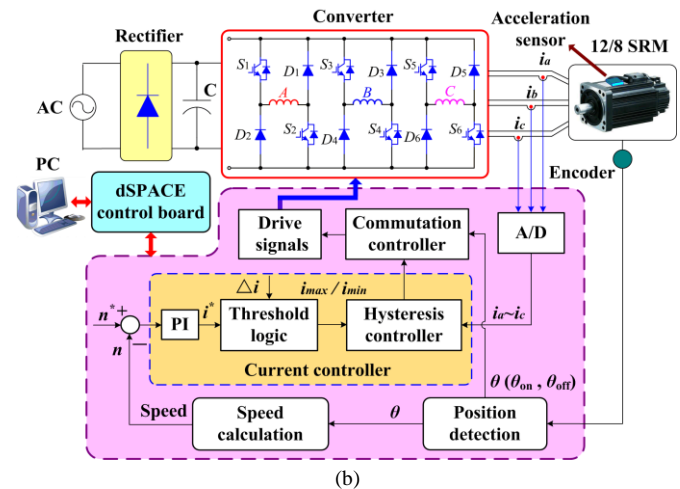 Rectifier
Converter
Acceleration
sensor
12/8 SRM
S1
D1
S3
D3
S5
D5
A
B
C
D2
S2
D4
S4
D6
S6
AC
C
ia
ib
ic
Encoder
PC
dSPACE
control board
Drive
signals
Commutation
controller
A/D
△i
imax / imin
n*+
n
−
PI
i*
Threshold
logic
Hysteresis
controller
ia~ic
Current controller
θ (θon , θoff)
Speed
Speed
calculation
θ
Position
detection
(b)